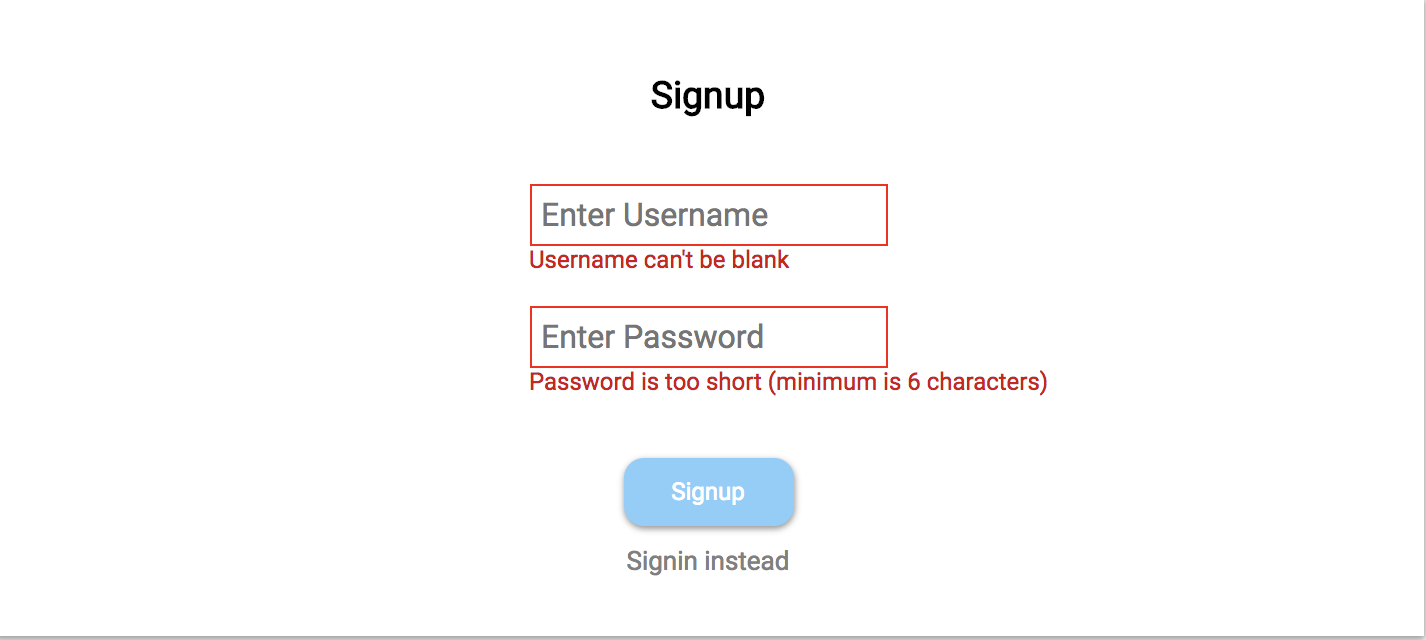 Signup
Enter Username
Username can't be blank
Enter Password
Password is too short (minimum is 6 characters)
Signup
Signin instead